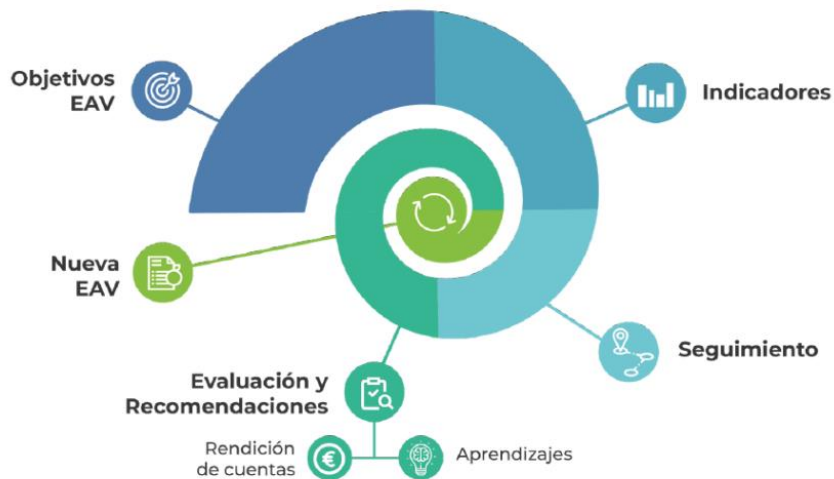 Objetivos
EAV
Indicadores
Nueva
EAV
Seguimiento
Evaluación y
Recomendaciones
Rendición
de cuentas
€
Aprendizajes